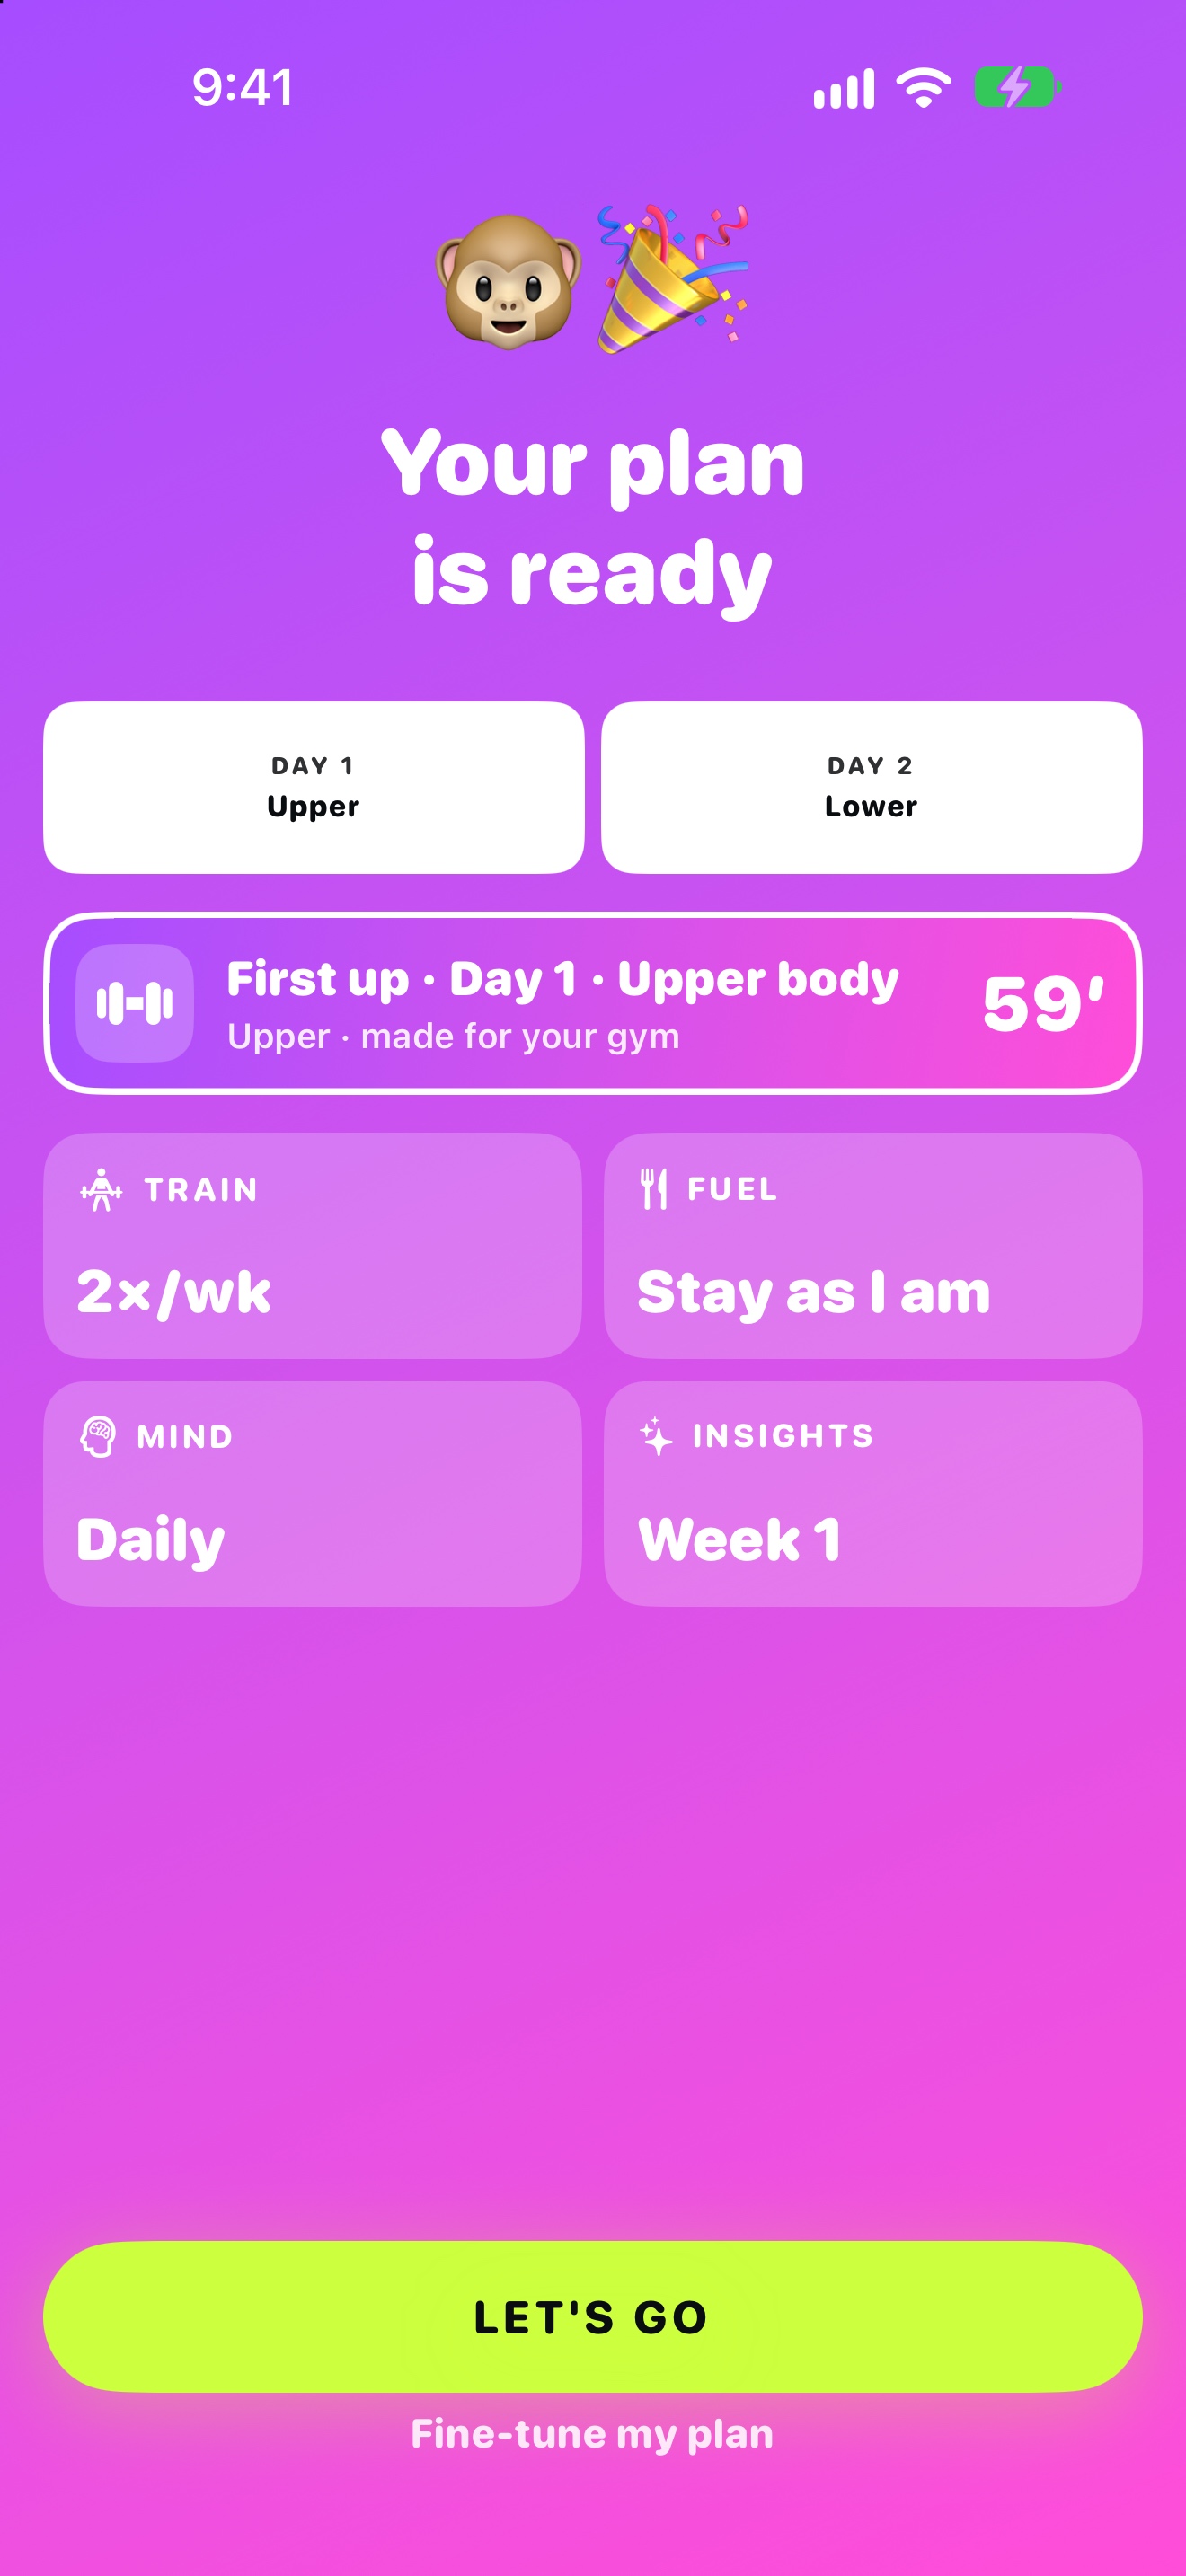 9:41
Your plan
is ready
DAY 1
Upper
DAY 2
Lower
First up · Day 1 · Upper body
Upper · made for your gym
59′
TRAIN
2×/wk
FUEL
Stay as I am
MIND
Daily
INSIGHTS
Week 1
LET'S GO
Fine-tune my plan